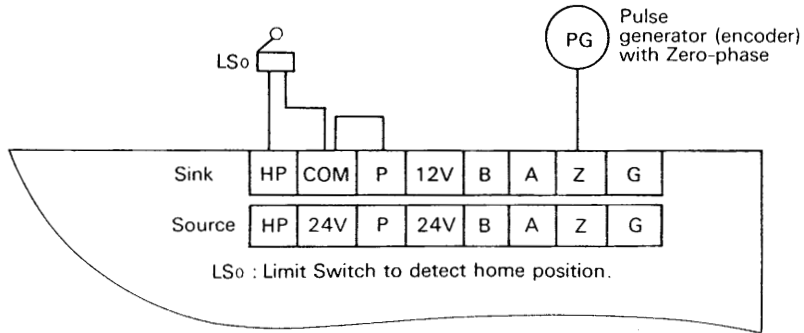 Pulse
generator (encoder)
with Zero-phase
PG
LSo
Sink HP COM P 12V B A Z G
Source HP 24V P 24V B A Z G
LSo : Limit Switch to detect home position.